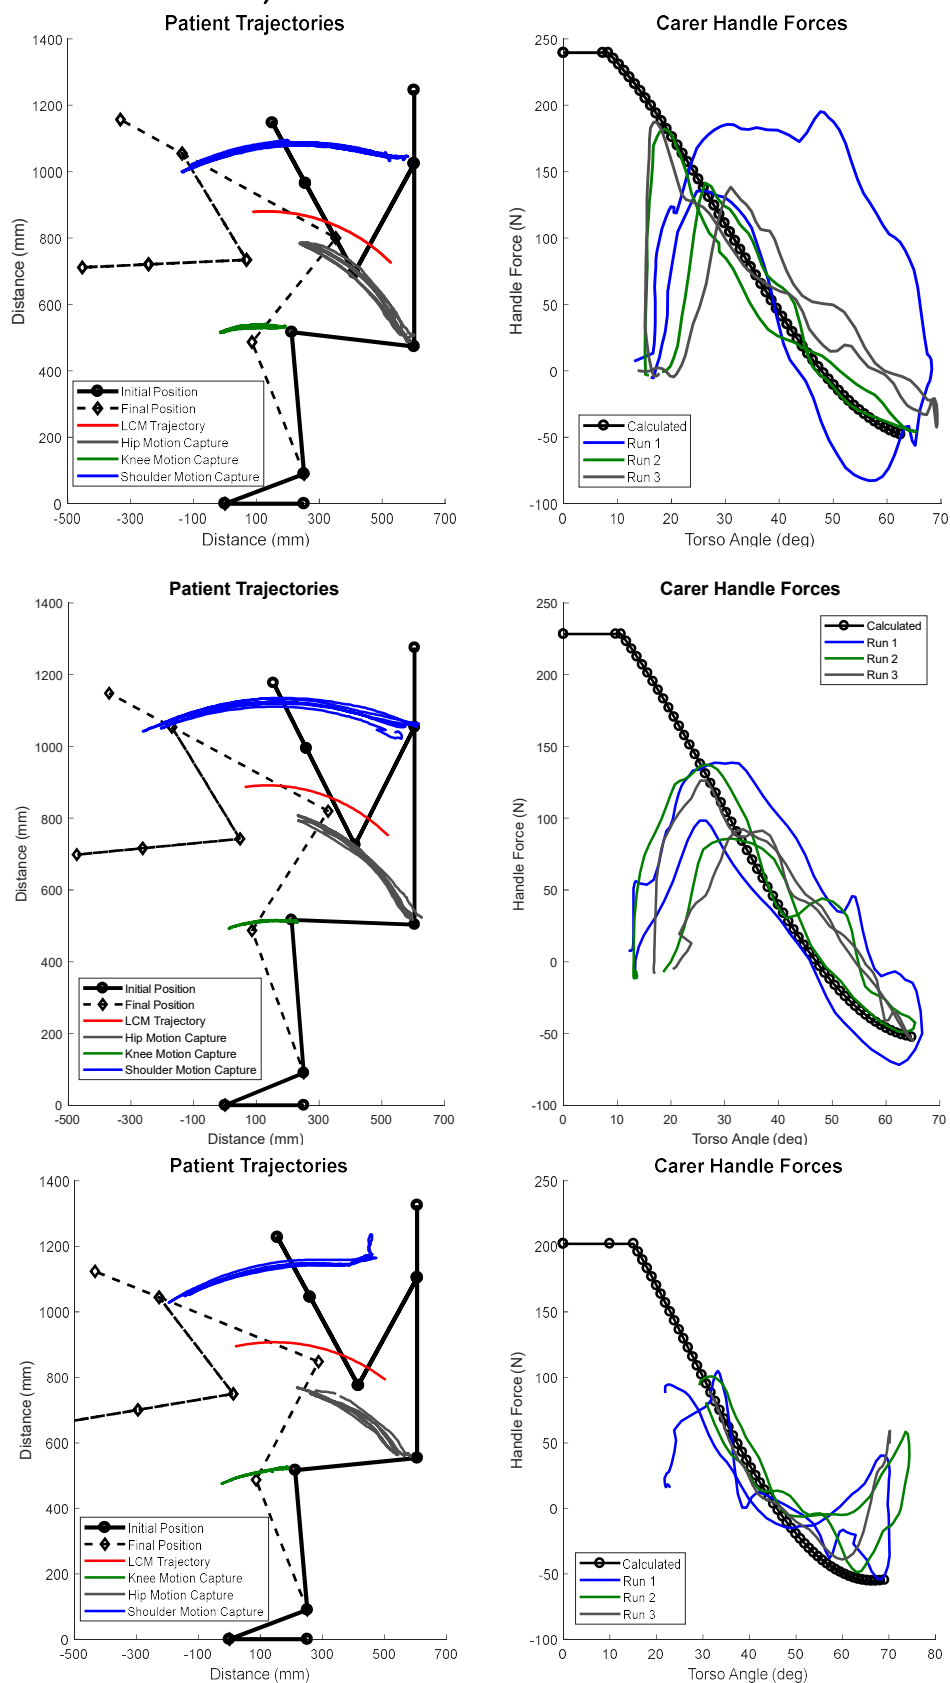 Patient Trajectories
1400
1200
1000
800
600
400
200
0
-500
-300
-100
100
300
500
700
Distance (mm)
Distance (mm)
Initial Position
Final Position
LCM Trajectory
Hip Motion Capture
Knee Motion Capture
Shoulder Motion Capture
Carer Handle Forces
250
200
150
100
50
0
-50
-100
0
10
20
30
40
50
60
70
Handle Force (N)
Torso Angle (deg)
Calculated
Run 1
Run 2
Run 3
Patient Trajectories
1400
1200
1000
800
600
400
200
0
-500
-300
-100
100
300
500
700
Distance (mm)
Distance (mm)
Initial Position
Final Position
LCM Trajectory
Hip Motion Capture
Knee Motion Capture
Shoulder Motion Capture
Carer Handle Forces
250
200
150
100
50
0
-50
-100
0
10
20
30
40
50
60
70
Handle Force (N)
Torso Angle (deg)
Calculated
Run 1
Run 2
Run 3
Patient Trajectories
1400
1200
1000
800
600
400
200
0
-500
-300
-100
100
300
500
700
Distance (mm)
Distance (mm)
Initial Position
Final Position
LCM Trajectory
Knee Motion Capture
Hip Motion Capture
Shoulder Motion Capture
Carer Handle Forces
250
200
150
100
50
0
-50
-100
0
10
20
30
40
50
60
70
80
Handle Force (N)
Torso Angle (deg)
Calculated
Run 1
Run 2
Run 3